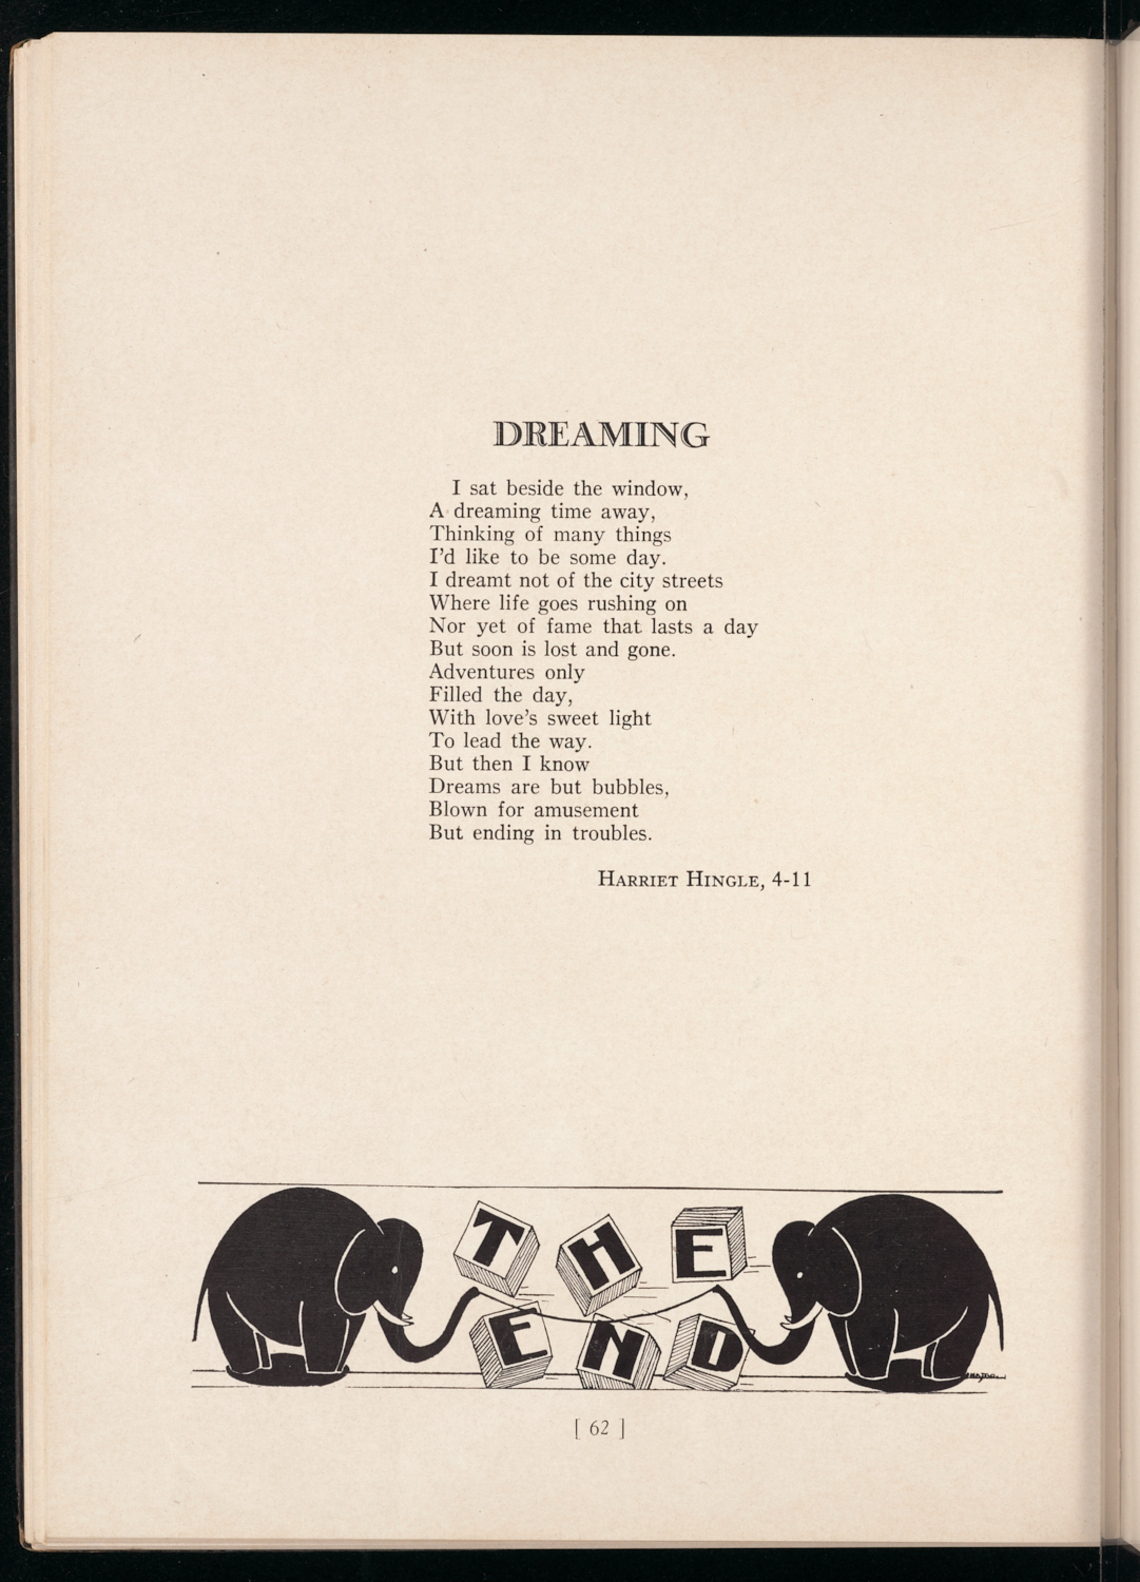 DREAMING
I sat beside the window,
A dreaming time away,
Thinking of many things
I'd like to be some day.
I dreamt not of the city streets
Where life goes rushing on
Nor yet of fame that lasts a day
But soon is lost and gone.
Adventures only
Filled the day,
With love's sweet light
To lead the way.
But then I know
Dreams are but bubbles,
Blown for amusement
But ending in troubles.
HARRIET HINGLE, 4-11
THE
END
[ 62 ]